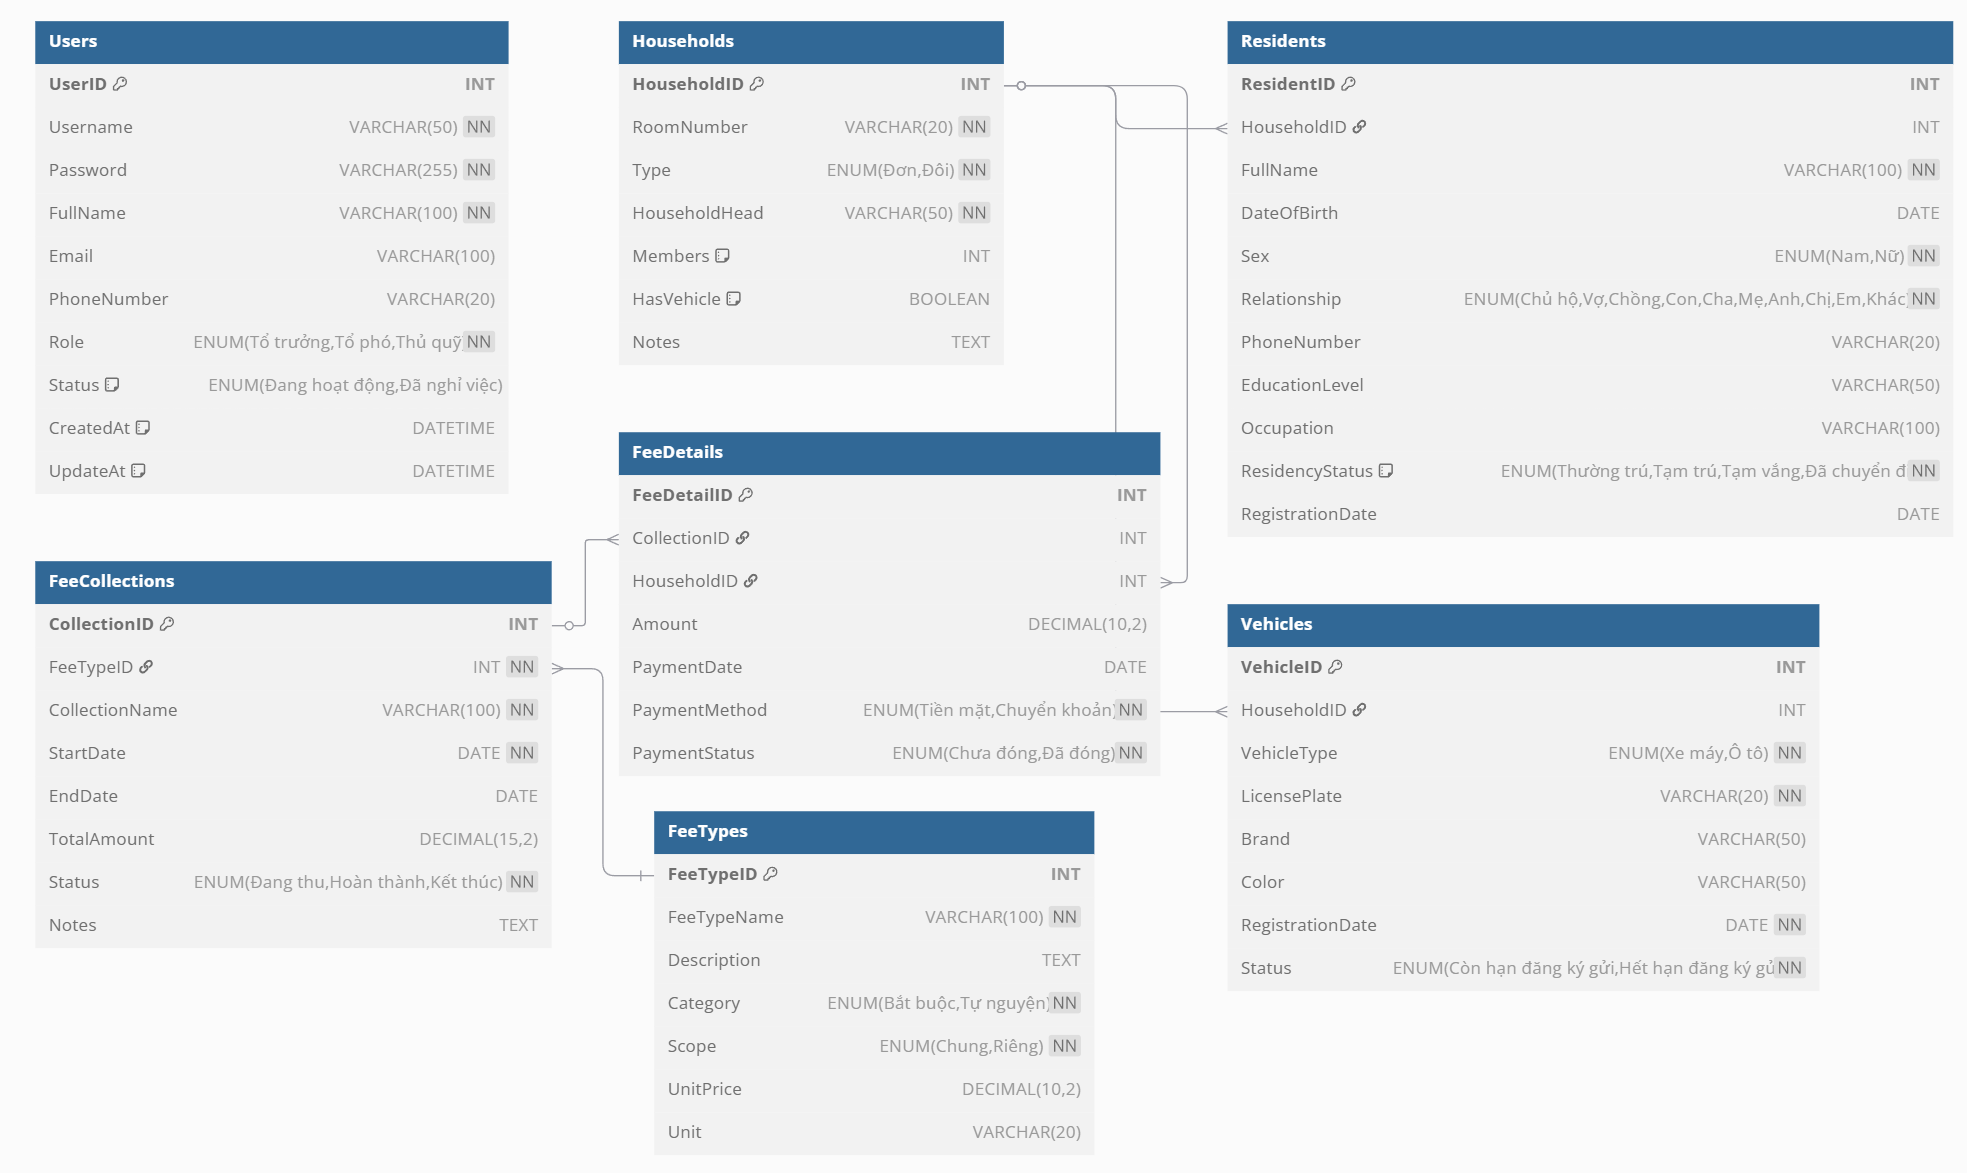 Users
UserID INT
Username VARCHAR(50) NN
Password VARCHAR(255) NN
FullName VARCHAR(100) NN
Email VARCHAR(100)
PhoneNumber VARCHAR(20)
Role ENUM(Tổ trưởng,Tổ phó,Thủ quỹ NN
Status ENUM(Đang hoạt động,Đã nghỉ việc)
CreatedAt DATETIME
UpdateAt DATETIME
Households
HouseholdID INT
RoomNumber VARCHAR(20) NN
Type ENUM(Đơn,Đôi) NN
HouseholdHead VARCHAR(50) NN
Members INT
HasVehicle BOOLEAN
Notes TEXT
Residents
ResidentID INT
HouseholdID INT
FullName VARCHAR(100) NN
DateOfBirth DATE
Sex ENUM(Nam,Nữ) NN
Relationship ENUM(Chủ hộ,Vợ,Chồng,Con,Cha,Mẹ,Anh,Chị,Em,Khác) NN
PhoneNumber VARCHAR(20)
EducationLevel VARCHAR(50)
Occupation VARCHAR(100)
ResidencyStatus ENUM(Thường trú,Tạm trú,Tạm vắng,Đã chuyển đ NN
RegistrationDate DATE
FeeDetails
FeeDetailID INT
CollectionID INT
HouseholdID INT
Amount DECIMAL(10,2)
PaymentDate DATE
PaymentMethod ENUM(Tiền mặt,Chuyển khoản) NN
PaymentStatus ENUM(Chưa đóng,Đã đóng) NN
FeeCollections
CollectionID INT
FeeTypeID INT NN
CollectionName VARCHAR(100) NN
StartDate DATE NN
EndDate DATE
TotalAmount DECIMAL(15,2)
Status ENUM(Đang thu,Hoàn thành,Kết thúc) NN
Notes TEXT
Vehicles
VehicleID INT
HouseholdID INT
VehicleType ENUM(Xe máy,Ô tô) NN
LicensePlate VARCHAR(20) NN
Brand VARCHAR(50)
Color VARCHAR(50)
RegistrationDate DATE NN
Status ENUM(Còn hạn đăng ký gửi,Hết hạn đăng ký gử NN
FeeTypes
FeeTypeID INT
FeeTypeName VARCHAR(100) NN
Description TEXT
Category ENUM(Bắt buộc,Tự nguyện) NN
Scope ENUM(Chung,Riêng) NN
UnitPrice DECIMAL(10,2)
Unit VARCHAR(20)